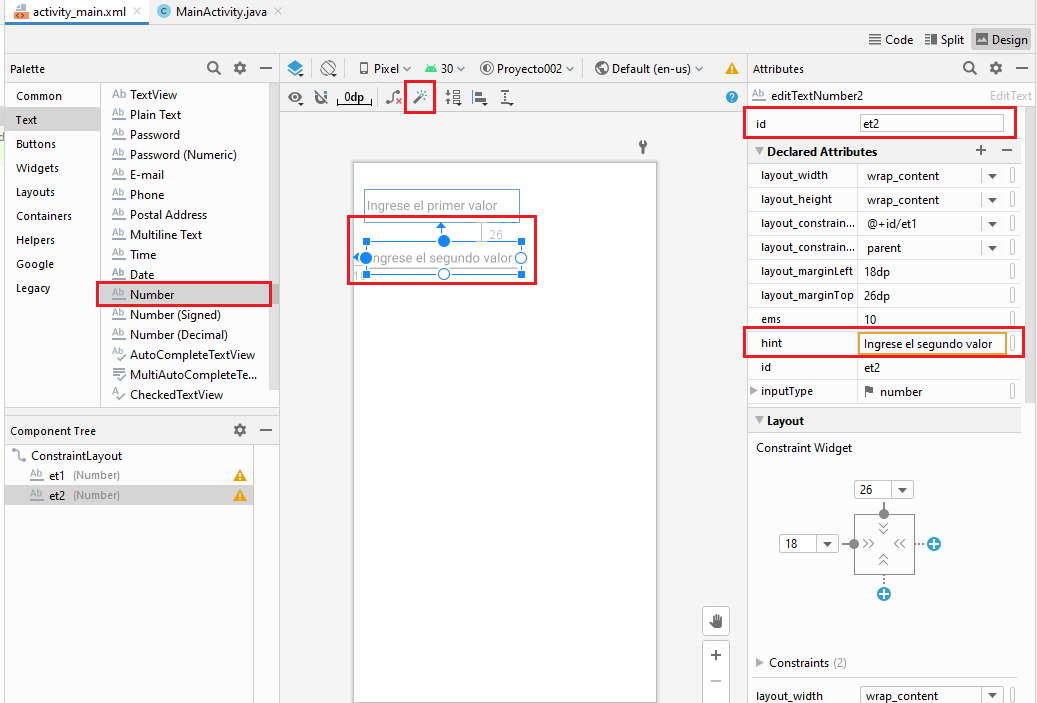 activity_main.xml MainActivity.java
Code Split Design
Palette
Common
Text
Buttons
Widgets
Layouts
Containers
Helpers
Google
Legacy
Ab TextView
Ab Plain Text
Ab Password
Ab Password (Numeric)
Ab E-mail
Ab Phone
Ab Postal Address
Ab Multiline Text
Ab Time
Ab Date
Ab Number
Ab Number (Signed)
Ab Number (Decimal)
Ab AutoCompleteTextView
MultiAutoCompleteTe...
A CheckedTextView
Component Tree
ConstraintLayout
Ab et1 (Number)
Ab et2 (Number)
Pixel 30 Proyecto002 Default (en-us)
0dp
Ingrese el primer valor
26
ngrese el segundo valor
Attributes
Ab editTextNumber2 EditText
id et2
Declared Attributes
layout_width wrap_content
layout_height wrap_content
layout_constrain... @+id/et1
layout_constrain... parent
layout_marginLeft 18dp
layout_marginTop 26dp
ems 10
hint Ingrese el segundo valor
id et2
inputType number
Layout
Constraint Widget
26
18
Constraints (2)
layout_width wrap_content